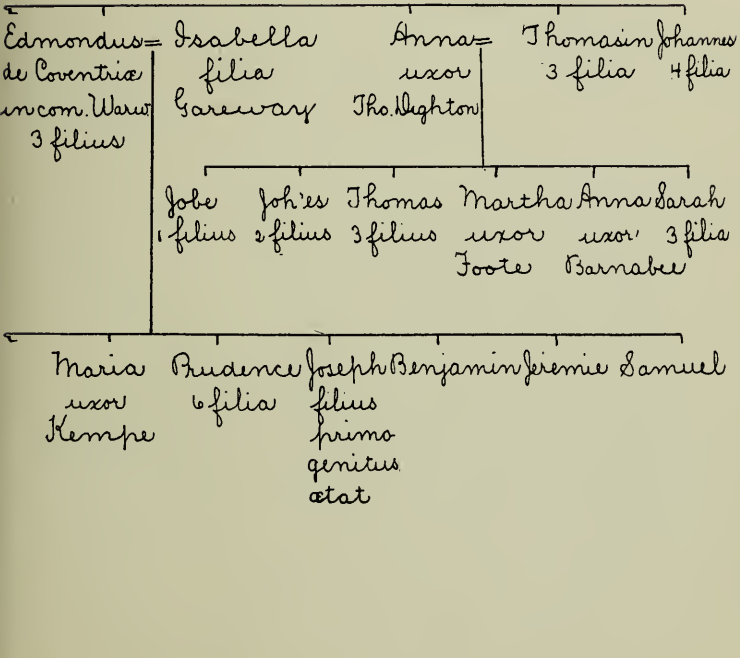 Edmondus= Isabella Anna= Thomasin Johannes
de Coventriæ filia uxor 3 filia 4 filia
in com. Warw Gareway Tho. Dighton
3 filius
Jobe Joh'es Thomas Martha Anna Sarah
1 filius 2 filius 3 filius uxor uxor' 3 filia
Foote Barnabee
Maria Prudence Joseph Benjamin Jeremie Samuel
uxor 6 filia filius
Kempe primo
genitus
ætat